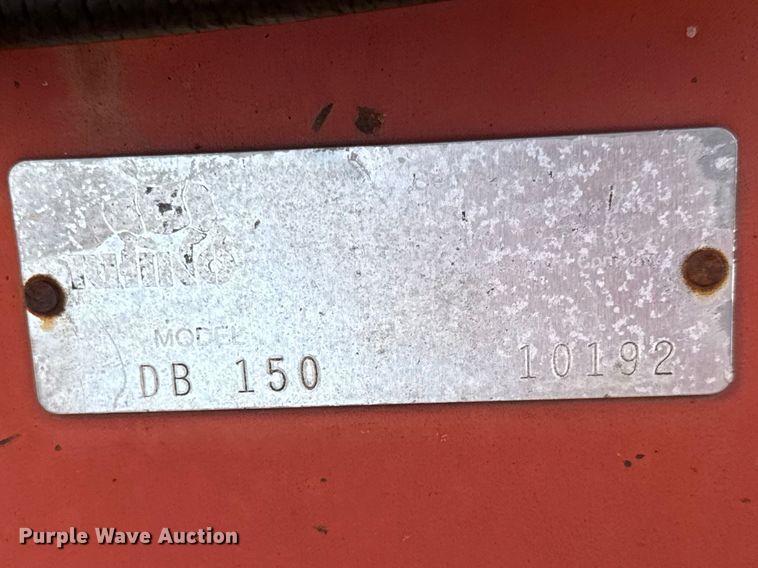 RHINO
MODEL
DB 150 10192
Purple Wave Auction